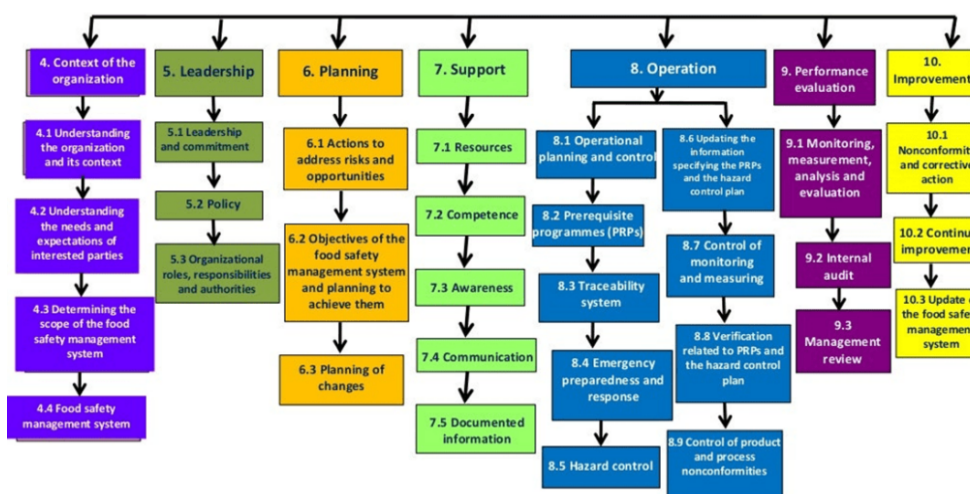 4. Context of the
organization
4.1 Understanding
the organization
and its context
4.2 Understanding
the needs and
expectations of
interested parties
4.3 Determining the
scope of the food
safety management
system
4.4 Food safety
management system
5. Leadership
5.1 Leadership
and commitment
5.2 Policy
5.3 Organizational
roles, responsibilities
and authorities
6. Planning
6.1 Actions to
address risks and
opportunities
6.2 Objectives of the
food safety
management system
and planning to
achieve them
6.3 Planning of
changes
7. Support
7.1 Resources
7.2 Competence
7.3 Awareness
7.4 Communication
7.5 Documented
information
8. Operation
8.1 Operational
planning and control
8.2 Prerequisite
programmes (PRPs)
8.3 Traceability
system
8.4 Emergency
preparedness and
response
8.5 Hazard control
8.6 Updating the
information
specifying the PRPs
and the hazard
control plan
8.7 Control of
monitoring and
measuring
8.8 Verification
related to PRPs and
the hazard control
plan
8.9 Control of product
and process
nonconformities
9. Performance
evaluation
9.1 Monitoring,
measurement,
analysis and
evaluation
9.2 Internal
audit
9.3
Management
review
10.
Improvemen
10.1
Nonconformit
and corrective
action
10.2 Continua
improvement
10.3 Update o
the food safe
management
system